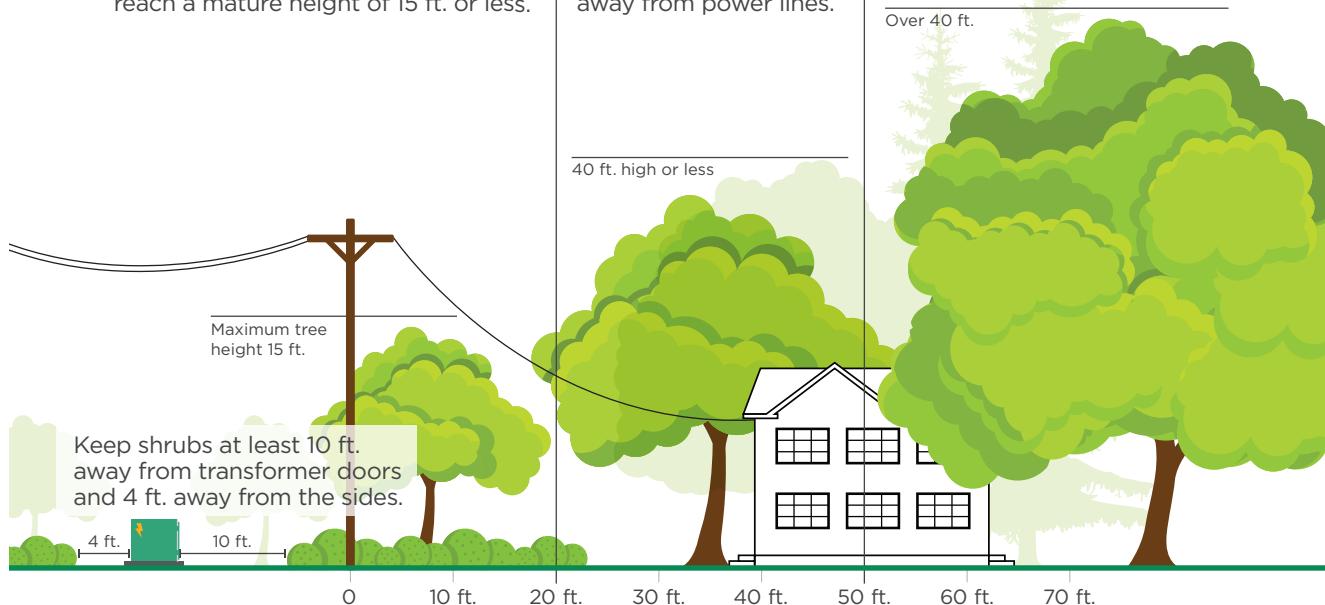 reach a mature height of 15 ft. or less.
away from power lines.
Over 40 ft.
40 ft. high or less
Maximum tree
height 15 ft.
Keep shrubs at least 10 ft.
away from transformer doors
and 4 ft. away from the sides.
4 ft.
10 ft.
0
10 ft.
20 ft.
30 ft.
40 ft.
50 ft.
60 ft.
70 ft.